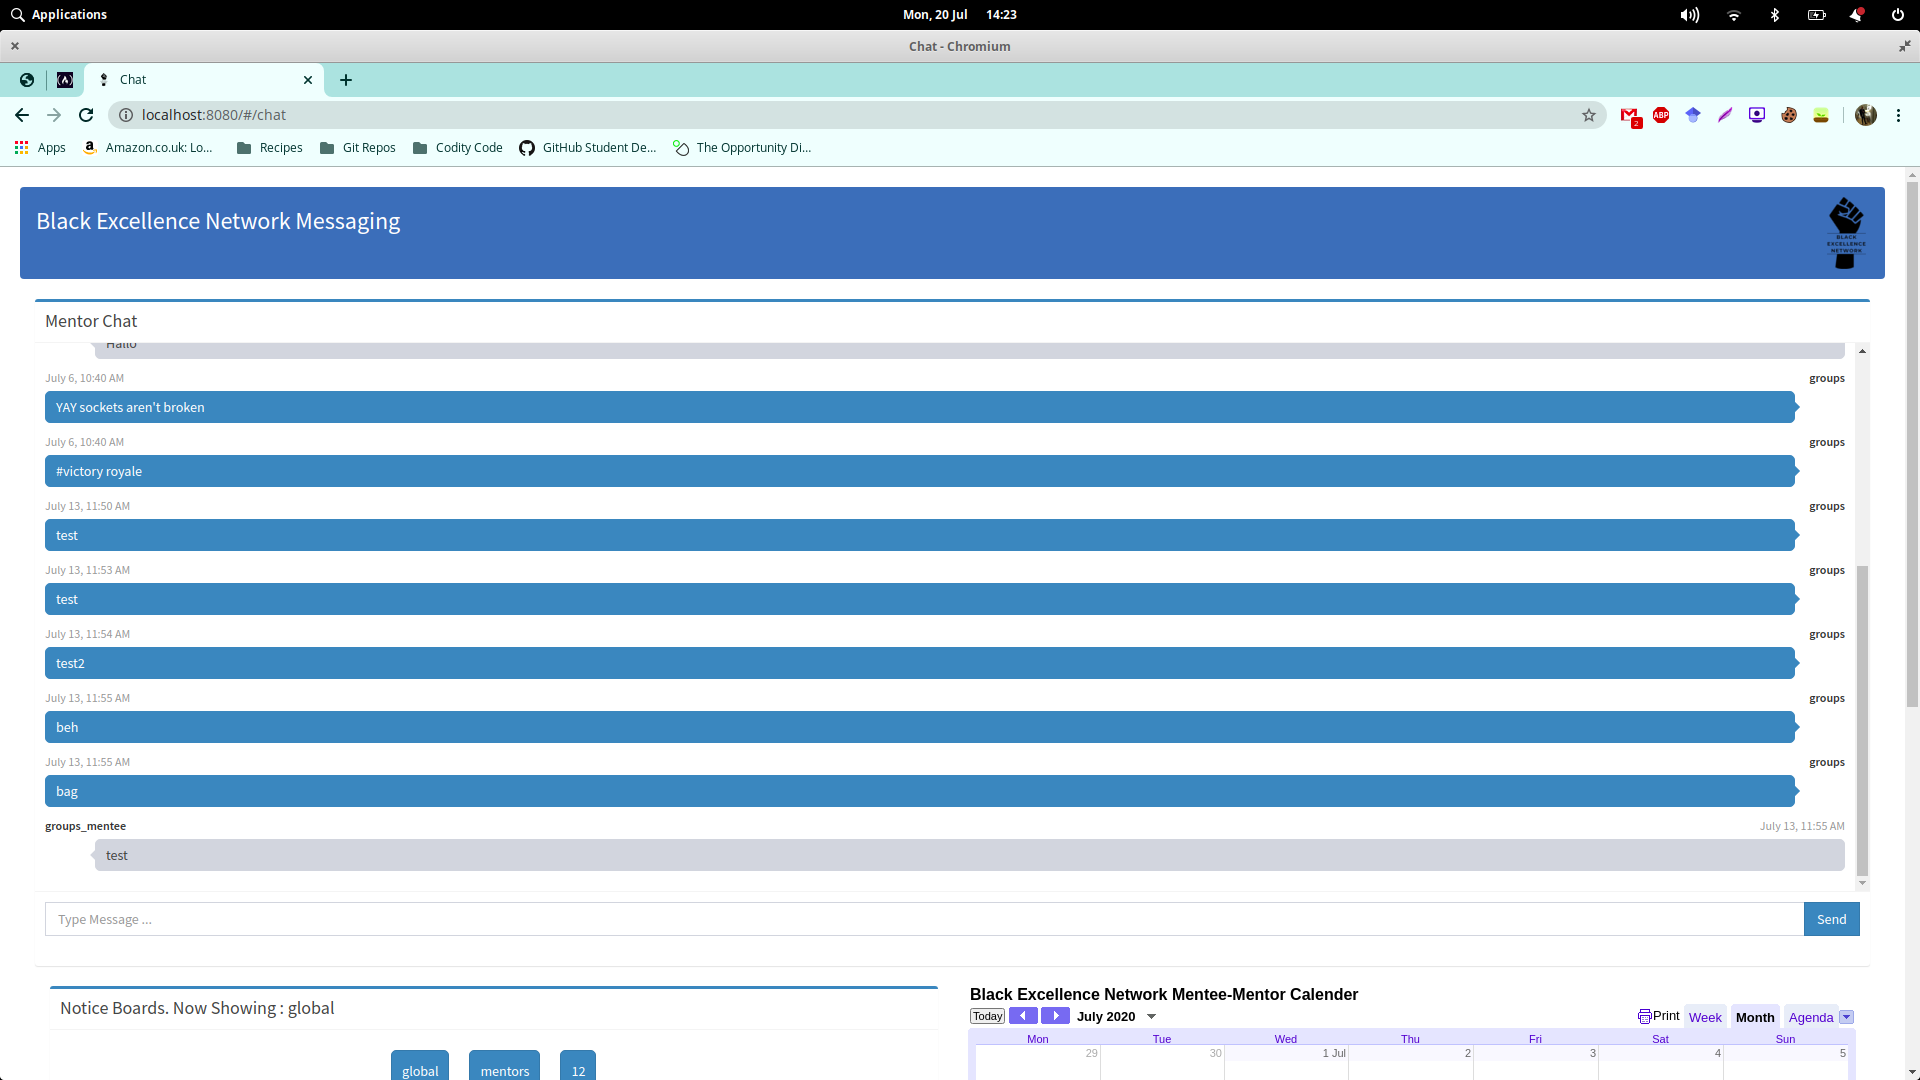 Applications
Mon, 20 Jul 14:23
Chat - Chromium
Chat
localhost:8080/#/chat
2
ABP
Apps
Amazon.co.uk: Lo...
Recipes
Git Repos
Codity Code
GitHub Student De...
The Opportunity Di...
Black Excellence Network Messaging
BLACK
EXCELLENCE
NETWORK
Mentor Chat
Hallo
July 6, 10:40 AM groups
YAY sockets aren't broken
July 6, 10:40 AM groups
#victory royale
July 13, 11:50 AM groups
test
July 13, 11:53 AM groups
test
July 13, 11:54 AM groups
test2
July 13, 11:55 AM groups
beh
July 13, 11:55 AM groups
bag
groups_mentee July 13, 11:55 AM
test
Type Message ...
Send
Notice Boards. Now Showing : global
global mentors 12
Black Excellence Network Mentee-Mentor Calender
Today July 2020 Print Week Month Agenda
Mon Tue Wed Thu Fri Sat Sun
29 30 1 Jul 2 3 4 5